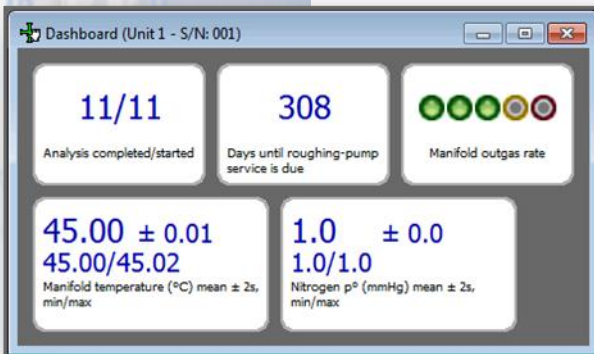 Dashboard (Unit 1 - S/N: 001)
11/11
Analysis completed/started
308
Days until roughing-pump
service is due
Manifold outgas rate
45.00 ± 0.01
45.00/45.02
Manifold temperature (ºC) mean ± 2s,
min/max
1.0 ± 0.0
1.0/1.0
Nitrogen pº (mmHg) mean ± 2s,
min/max